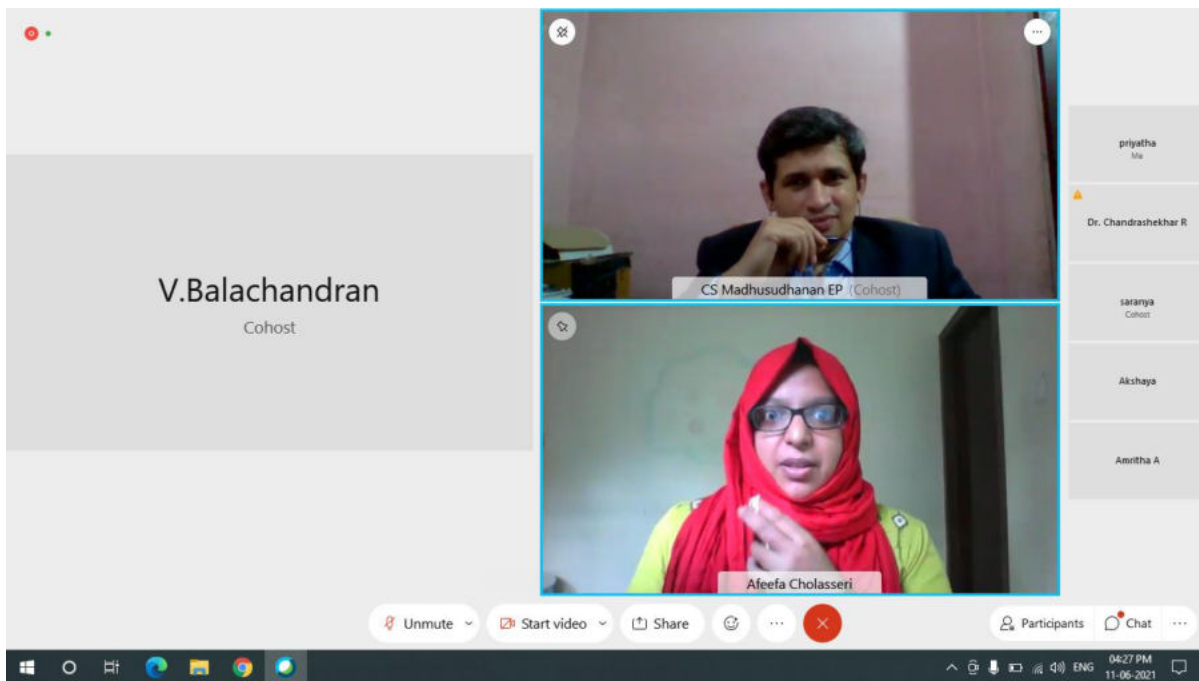 V.Balachandran
Cohost
CS Madhusudhanan EP (Cohost)
Afeefa Cholasseri
priyatha
Me
Dr. Chandrashekhar R
saranya
Cohost
Akshaya
Amritha A
Unmute
Start video
Share
Participants
Chat
ENG
04:27 PM
11-06-2021